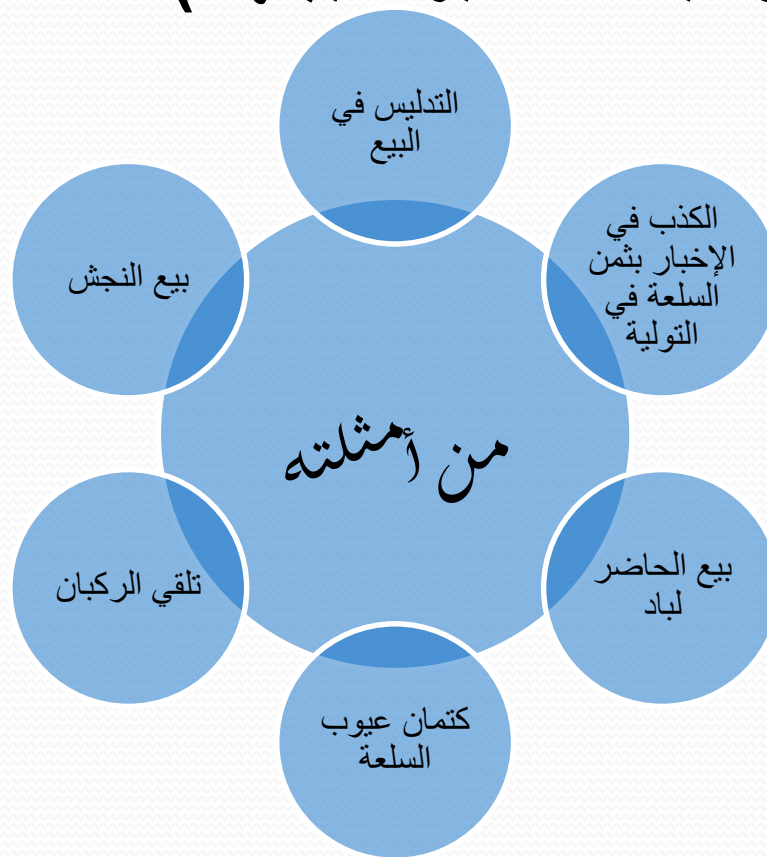 التدليس في
البيع
الكذب في
الإخبار بثمن
السلعة في
التولية
بيع الحاضر
لباد
كتمان عيوب
السلعة
تلقي الركبان
بيع النجش
من أمثلته